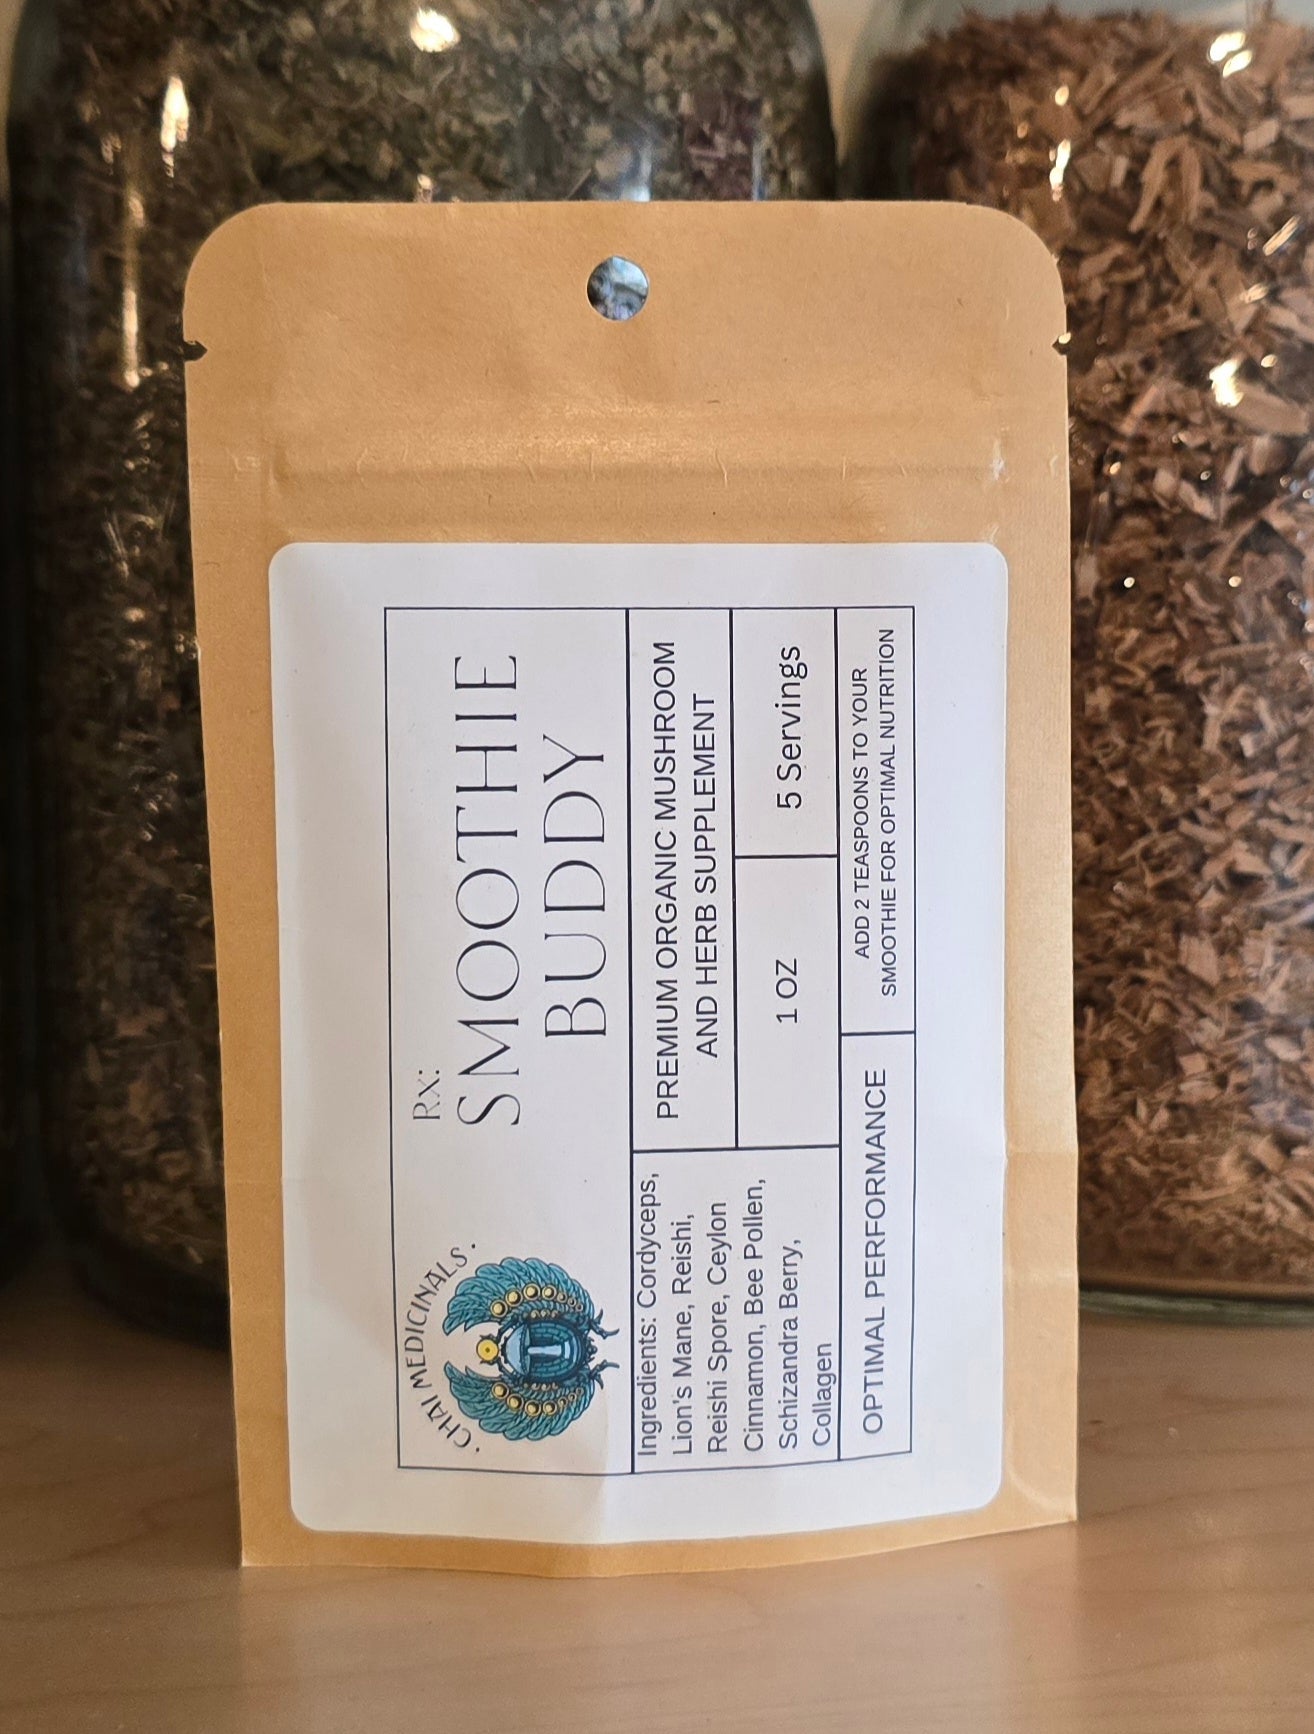 ·CHAI MEDICINALS·
Rx:
SMOOTHIE
BUDDY
PREMIUM ORGANIC MUSHROOM
AND HERB SUPPLEMENT
Ingredients: Cordyceps,
Lion's Mane, Reishi,
Reishi Spore, Ceylon
Cinnamon, Bee Pollen,
Schizandra Berry,
Collagen
1 OZ
5 Servings
OPTIMAL PERFORMANCE
ADD 2 TEASPOONS TO YOUR
SMOOTHIE FOR OPTIMAL NUTRITION